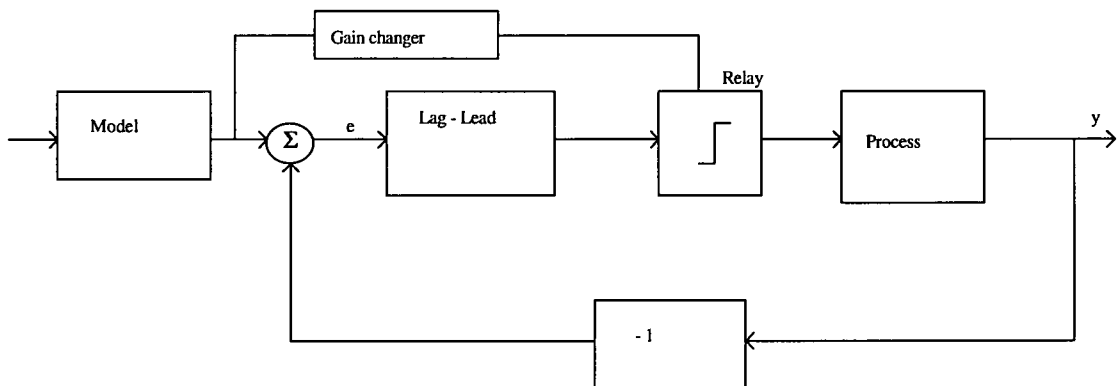 Gain changer
Relay
Model
Σ
e
Lag - Lead
Process
y
- 1